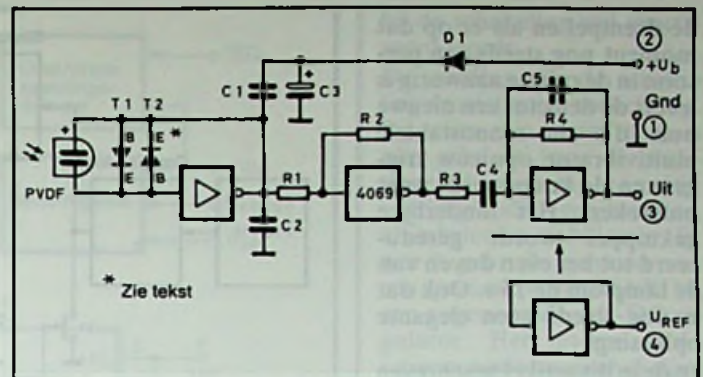 D1
②
+Ub
T1 T2
C1
+
C3
C5
Gnd
①
R2
R4
+
B
E
*
E
B
PVDF
R1
4069
R3
C4
Uit
③
C2
* Zie tekst
UREF
④